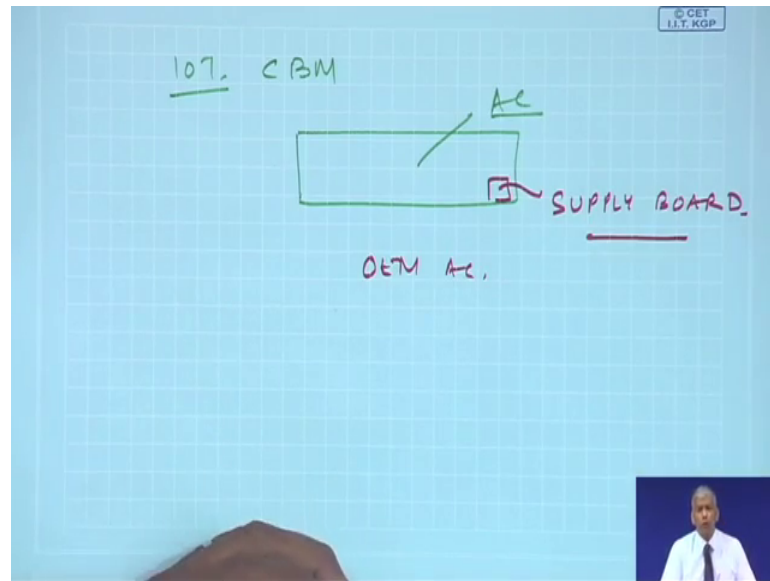 © CET
I.I.T. KGP
107. CBM
AC
SUPPLY BOARD.
OEM AC.